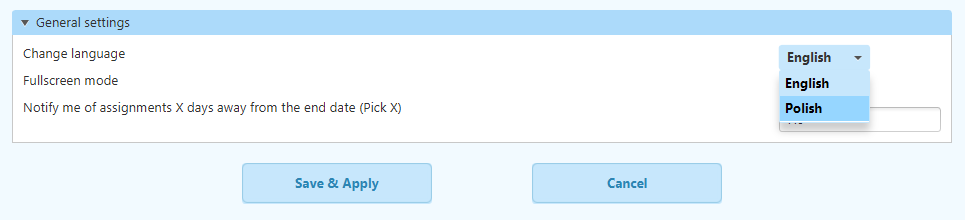 General settings
Change language
English
Fullscreen mode
English
Notify me of assignments X days away from the end date (Pick X)
Polish
Save & Apply
Cancel